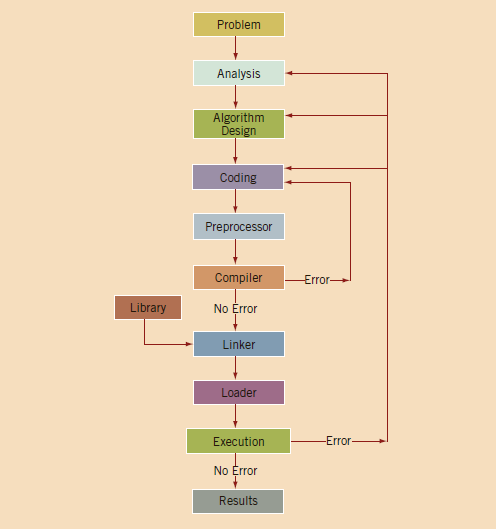 Problem
Analysis
Algorithm
Design
Coding
Preprocessor
Compiler
Error
Library
No Error
Linker
Loader
Execution
Error
No Error
Results